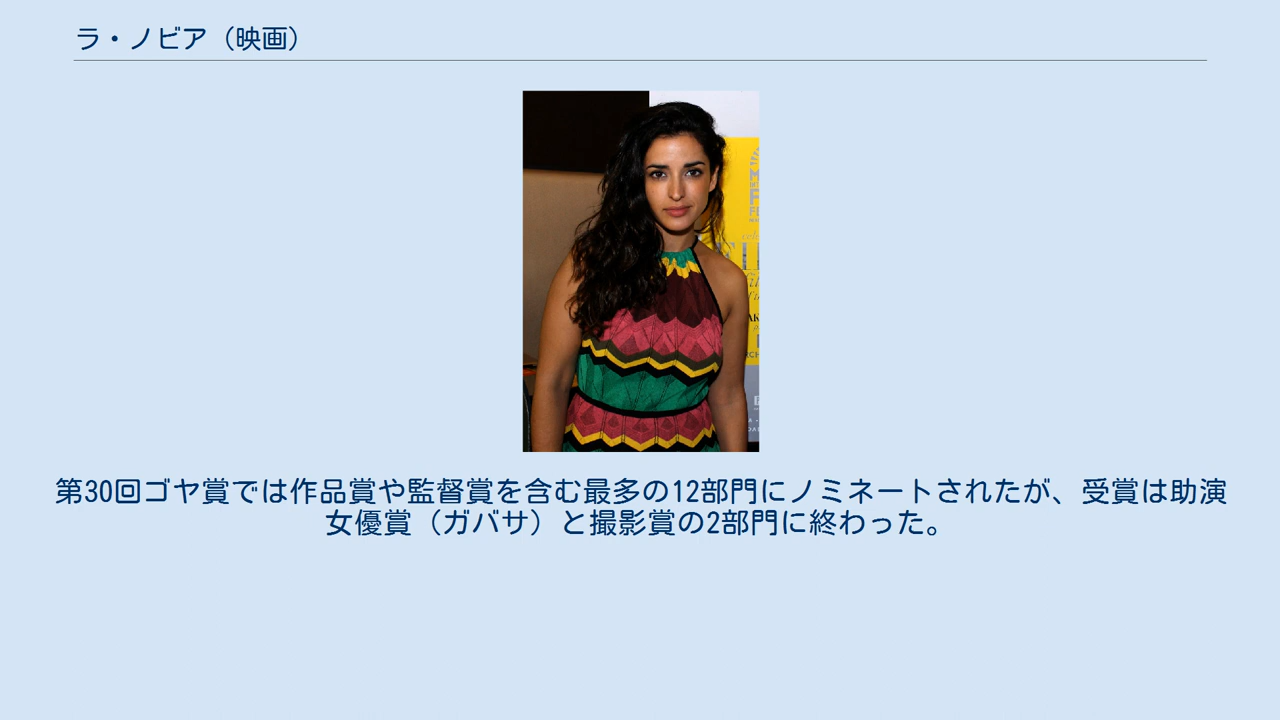 ラ・ノビア（映画）
第30回ゴヤ賞では作品賞や監督賞を含む最多の12部門にノミネートされたが、受賞は助演
女優賞（ガバサ）と撮影賞の2部門に終わった。